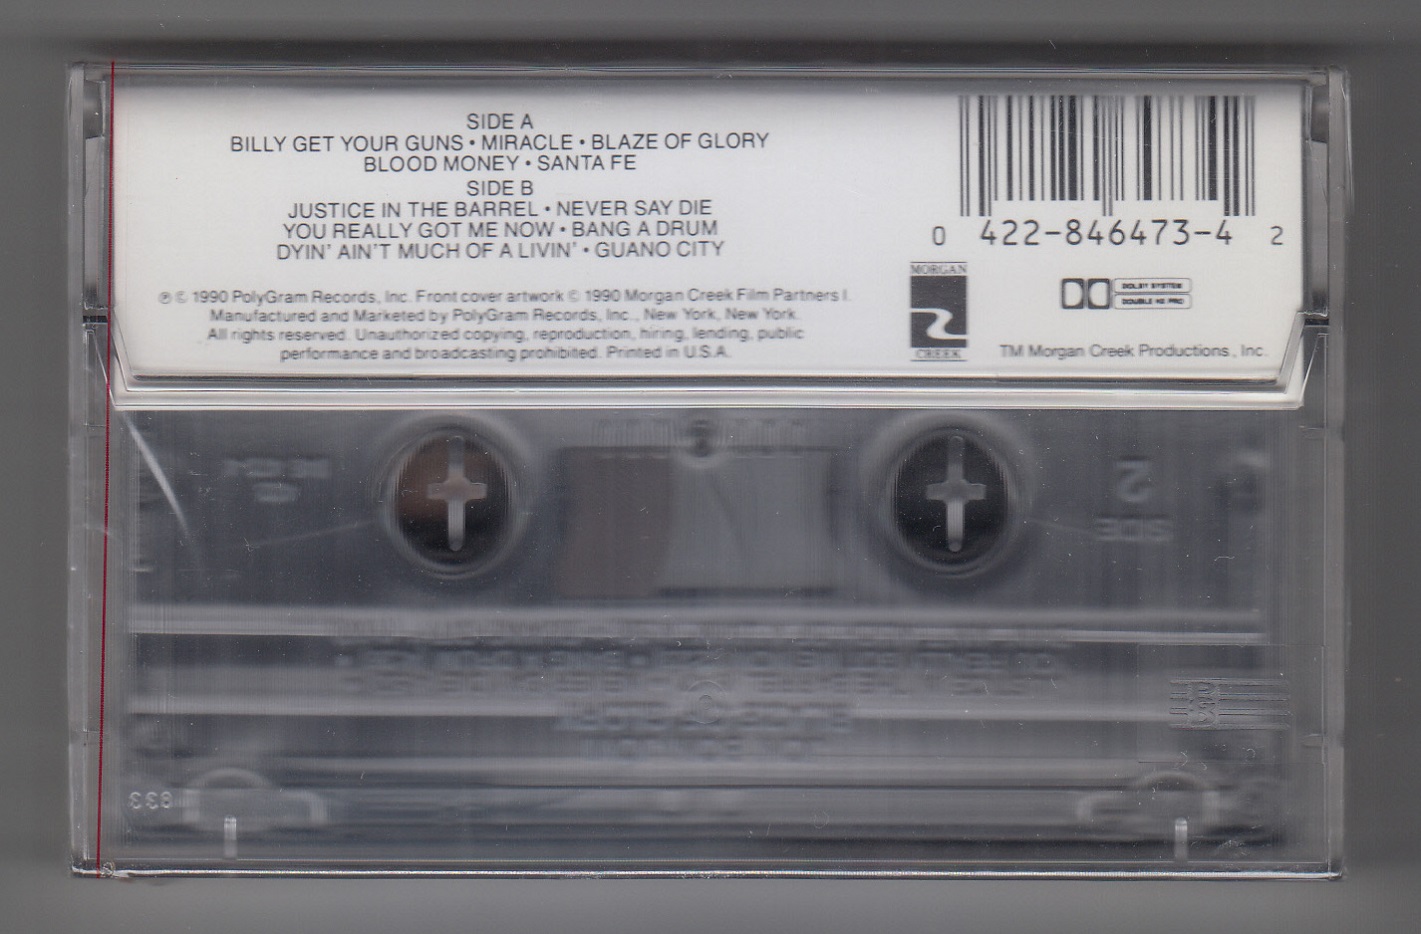 SIDE A
BILLY GET YOUR GUNS • MIRACLE • BLAZE OF GLORY
BLOOD MONEY • SANTA FE
SIDE B
JUSTICE IN THE BARREL • NEVER SAY DIE
YOU REALLY GOT ME NOW • BANG A DRUM
DYIN' AIN'T MUCH OF A LIVIN' • GUANO CITY
℗ © 1990 PolyGram Records, Inc. Front cover artwork © 1990 Morgan Creek Film Partners I.
Manufactured and Marketed by PolyGram Records, Inc., New York, New York.
All rights reserved. Unauthorized copying, reproduction, hiring, lending, public
performance and broadcasting prohibited. Printed in U.S.A.
0 422-846473-4 2
MORGAN
CREEK
DOLBY SYSTEM
DOUBLE HX PRO
TM Morgan Creek Productions, Inc.
2
SIDE
833